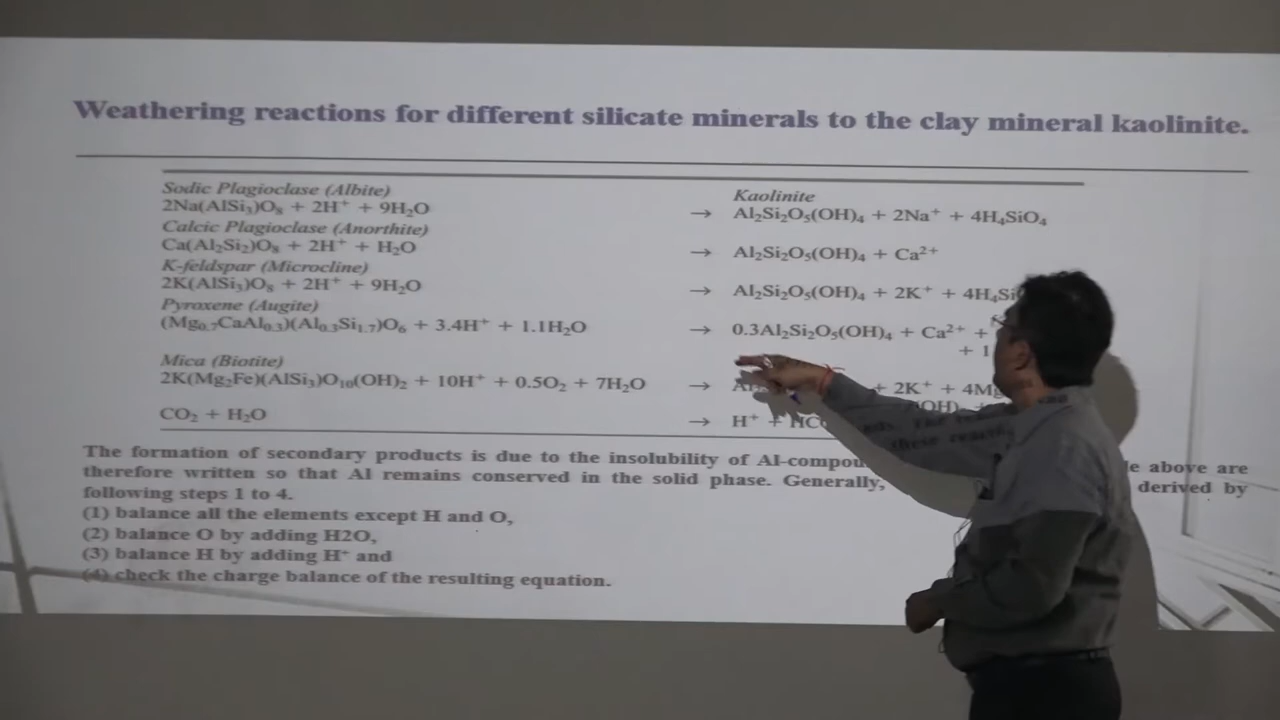 Weathering reactions for different silicate minerals to the clay mineral kaolinite.
Sodic Plagioclase (Albite) Kaolinite
2Na(AlSi₃)O₈ + 2H⁺ + 9H₂O → Al₂Si₂O₅(OH)₄ + 2Na⁺ + 4H₄SiO₄
Calcic Plagioclase (Anorthite)
Ca(Al₂Si₂)O₈ + 2H⁺ + H₂O → Al₂Si₂O₅(OH)₄ + Ca²⁺
K-feldspar (Microcline)
2K(AlSi₃)O₈ + 2H⁺ + 9H₂O → Al₂Si₂O₅(OH)₄ + 2K⁺ + 4H₄Si
Pyroxene (Augite)
(Mg₀.₇CaAl₀.₃)(Al₀.₃Si₁.₇)O₆ + 3.4H⁺ + 1.1H₂O → 0.3Al₂Si₂O₅(OH)₄ + Ca²⁺ +
+ 1
Mica (Biotite)
2K(Mg₂Fe)(AlSi₃)O₁₀(OH)₂ + 10H⁺ + 0.5O₂ + 7H₂O → + 2K⁺ + 4Mg
CO₂ + H₂O → H⁺ + HC
The formation of secondary products is due to the insolubility of Al-compou above are
therefore written so that Al remains conserved in the solid phase. Generally, these derived by
following steps 1 to 4.
(1) balance all the elements except H and O,
(2) balance O by adding H2O,
(3) balance H by adding H⁺ and
(4) check the charge balance of the resulting equation.